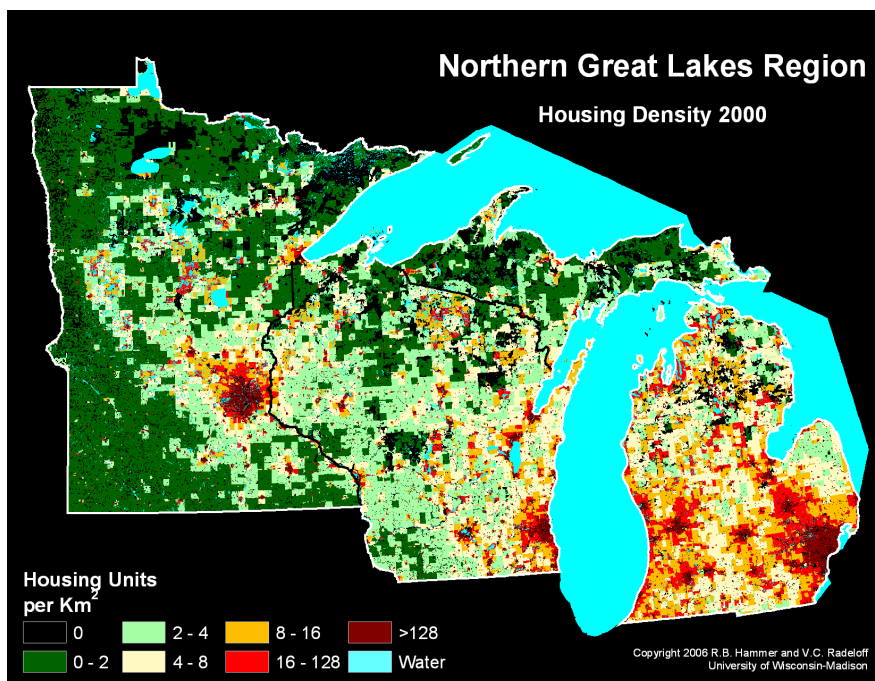 Northern Great Lakes Region
Housing Density 2000
Housing Units
per Km2
0
2 - 4
8 - 16
>128
0 - 2
4 - 8
16 - 128
Water
Copyright 2006 R.B. Hammer and V.C. Radeloff
University of Wisconsin-Madison